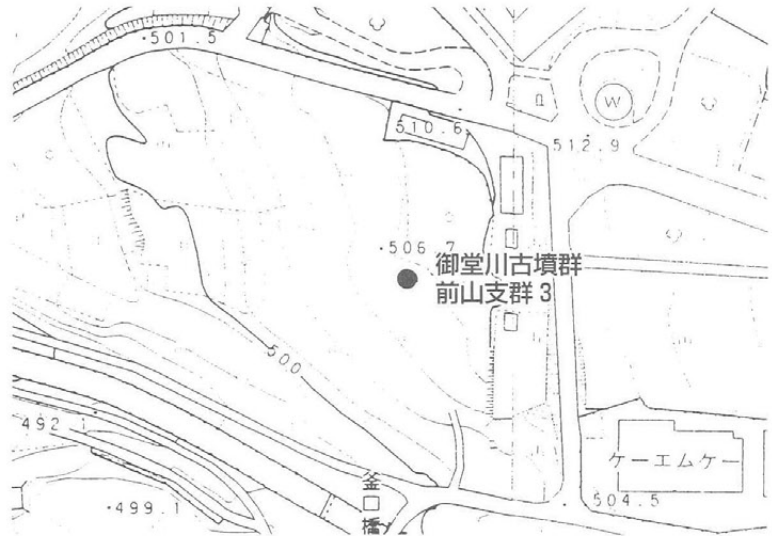 ・501.5
510.6
W
512.9
・506.7
御堂川古墳群
前山支群3
500
492.1
・499.1
釜
口
橋
ケーエムケー
504.5